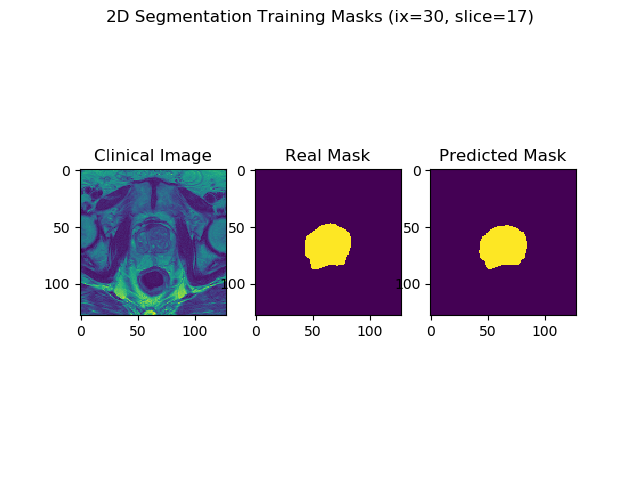 2D Segmentation Training Masks (ix=30, slice=17)
Clinical Image Real Mask Predicted Mask
0 0 0
50 50 50
100 100 100
0 50 100 0 50 100 0 50 100